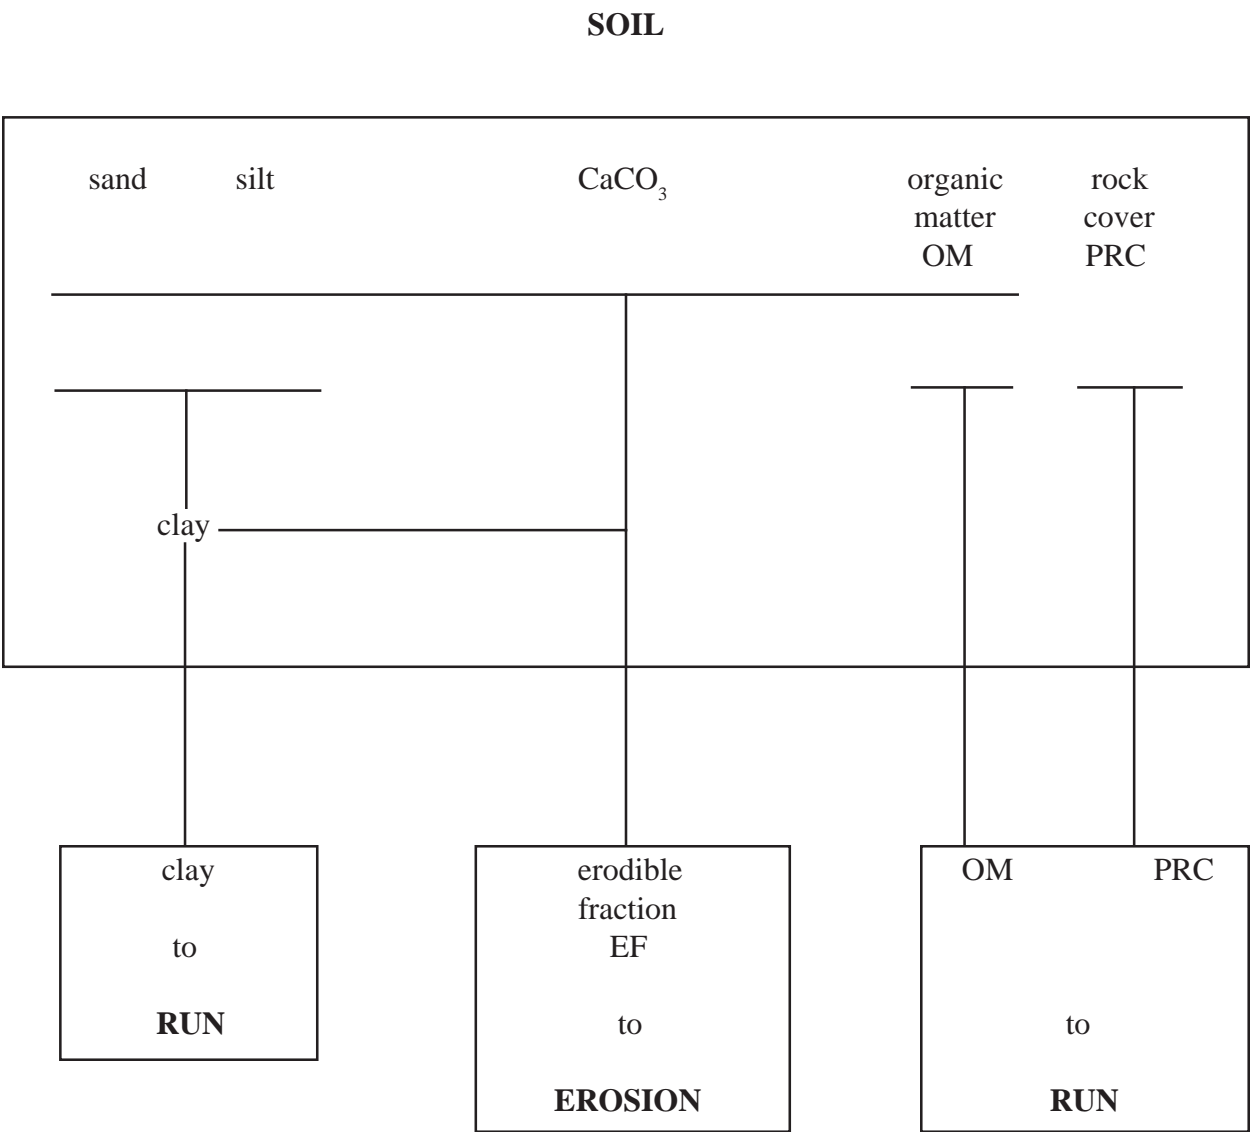 SOIL
sand silt CaCO₃ organic rock
matter cover
OM PRC
clay
clay erodible OM PRC
fraction
to EF
RUN to to
EROSION RUN